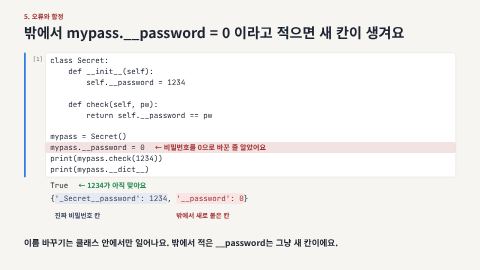 5. 오류와 함정
밖에서 mypass.__password = 0 이라고 적으면 새 칸이 생겨요
[1] class Secret:
    def __init__(self):
        self.__password = 1234
    def check(self, pw):
        return self.__password == pw
mypass = Secret()
mypass.__password = 0 ← 비밀번호를 0으로 바꾼 줄 알았어요
print(mypass.check(1234))
print(mypass.__dict__)
True ← 1234가 아직 맞아요
{'_Secret__password': 1234, '__password': 0}
진짜 비밀번호 칸 밖에서 새로 붙은 칸
이름 바꾸기는 클래스 안에서만 일어나요. 밖에서 적은 __password는 그냥 새 칸이에요.